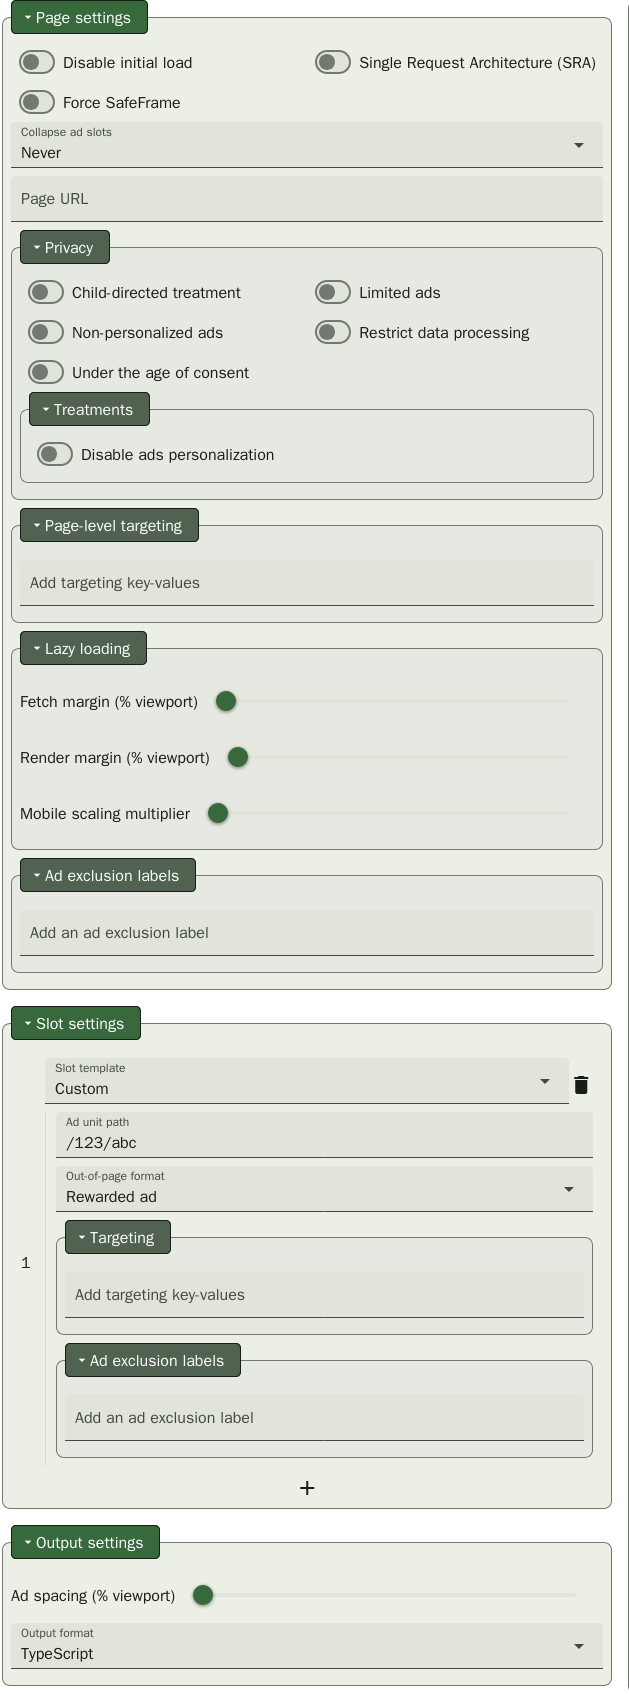 Page settings
Disable initial load
Single Request Architecture (SRA)
Force SafeFrame
Collapse ad slots
Never
Page URL
Privacy
Child-directed treatment
Limited ads
Non-personalized ads
Restrict data processing
Under the age of consent
Treatments
Disable ads personalization
Page-level targeting
Add targeting key-values
Lazy loading
Fetch margin (% viewport)
Render margin (% viewport)
Mobile scaling multiplier
Ad exclusion labels
Add an ad exclusion label
Slot settings
Slot template
Custom
Ad unit path
/123/abc
Out-of-page format
Rewarded ad
1
Targeting
Add targeting key-values
Ad exclusion labels
Add an ad exclusion label
+
Output settings
Ad spacing (% viewport)
Output format
TypeScript